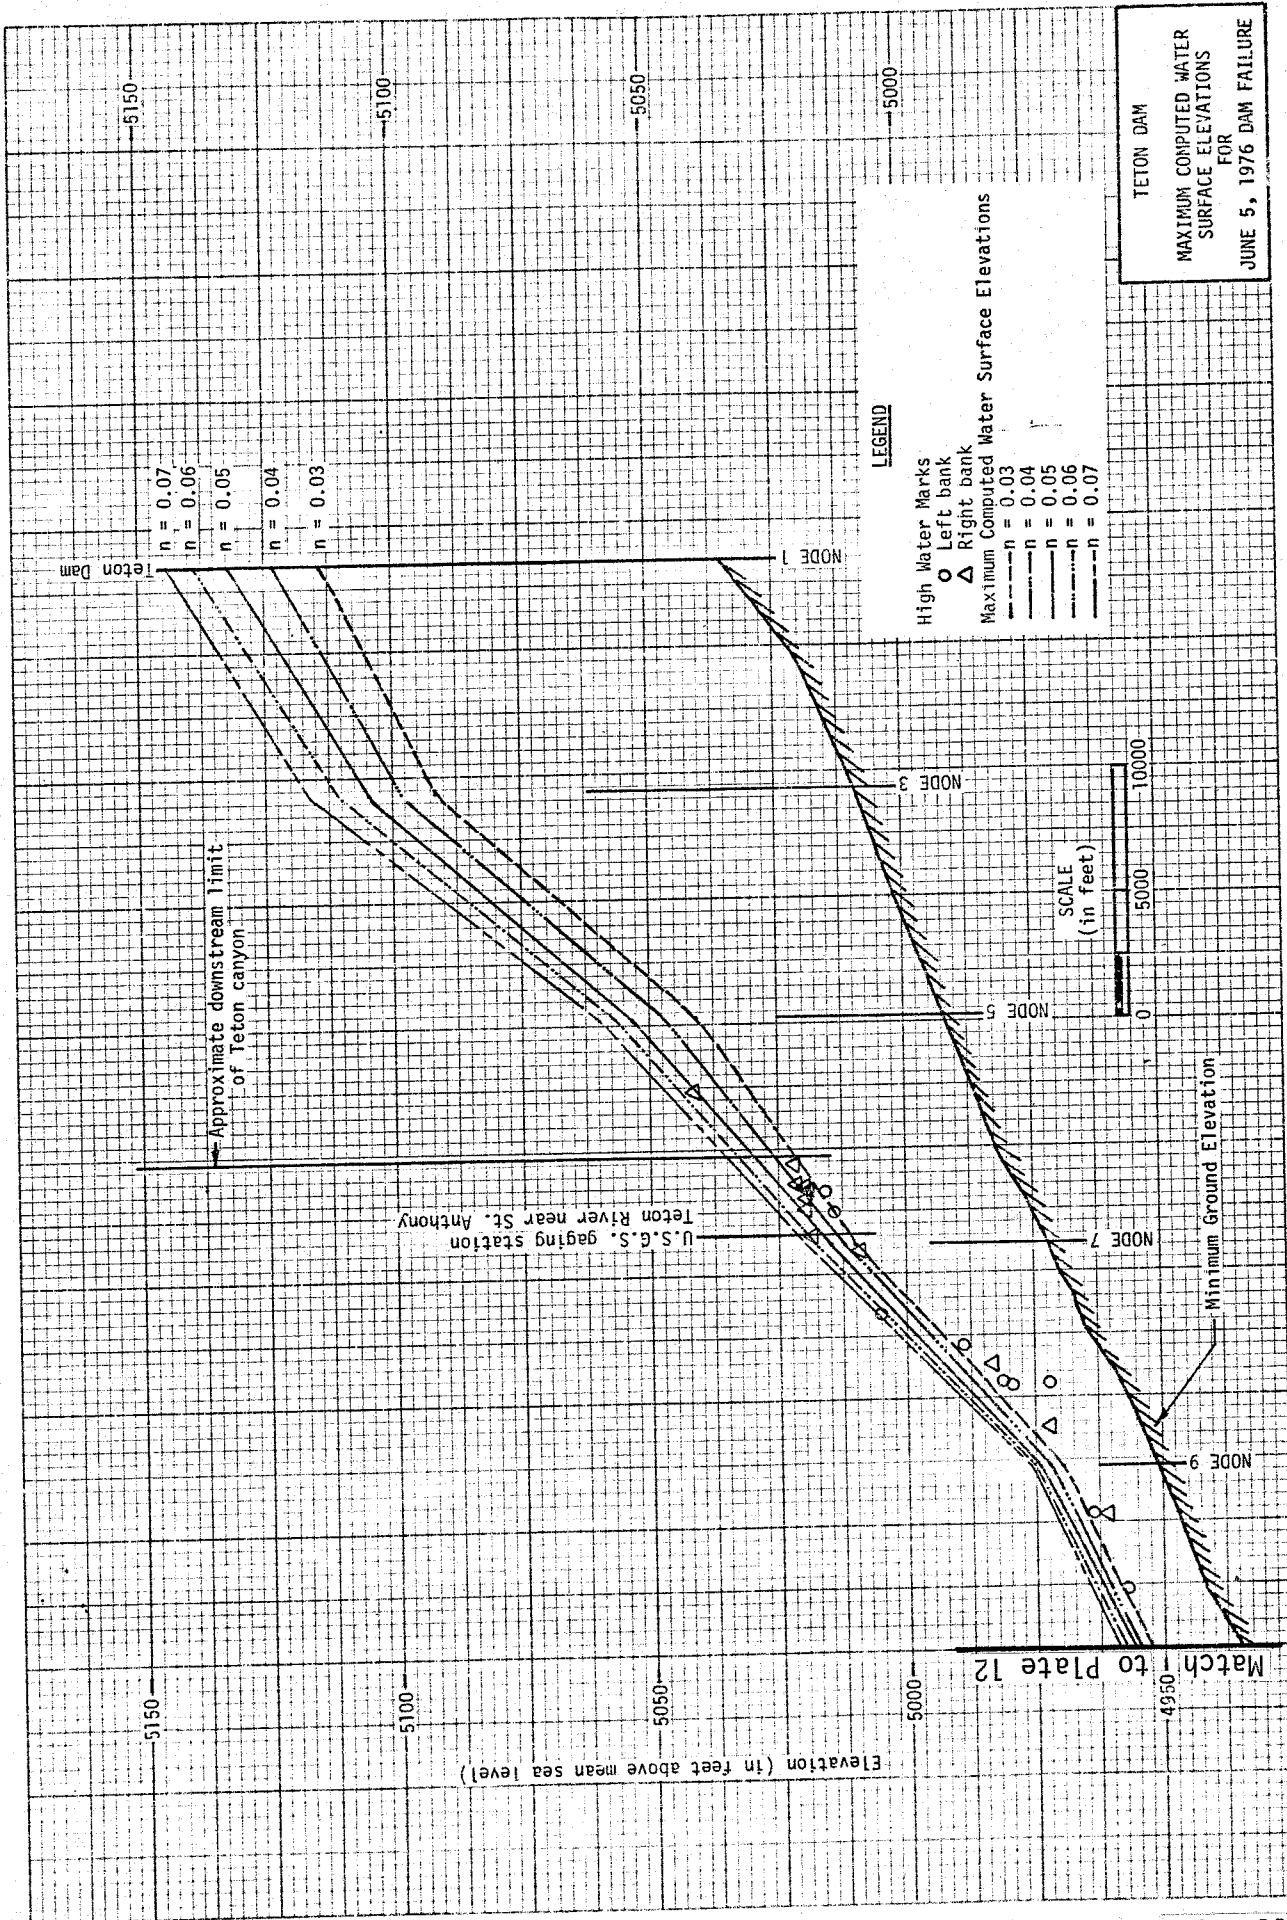 TETON DAM
MAXIMUM COMPUTED WATER
SURFACE ELEVATIONS
FOR
JUNE 5, 1976 DAM FAILURE
5150
5100
5050
5000
Teton Dam
n = 0.07
n = 0.06
n = 0.05
n = 0.04
n = 0.03
NODE 1
LEGEND
High Water Marks
Left bank
Right bank
Maximum Computed Water Surface Elevations
n = 0.03
n = 0.04
n = 0.05
n = 0.06
n = 0.07
Approximate downstream limit
of Teton canyon
NODE 3
SCALE
(in feet)
0
5000
10000
NODE 5
U.S.G.S. gaging station
Teton River near St. Anthony
NODE 7
Minimum Ground Elevation
NODE 9
Match to Plate 12
5150
5100
5050
5000
4950
Elevation (in feet above mean sea level)